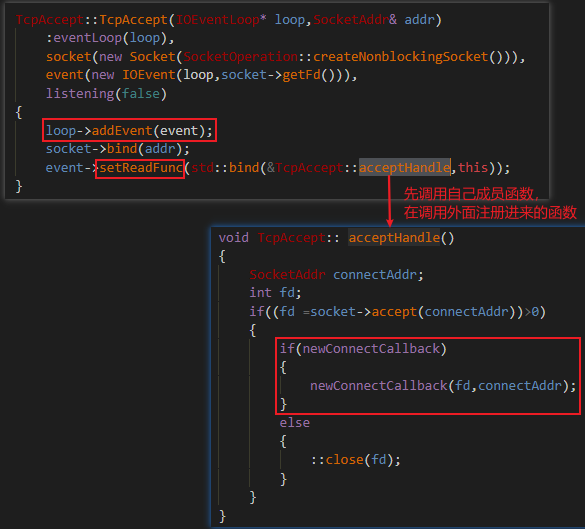 TcpAccept::TcpAccept(IOEventLoop* loop,SocketAddr& addr)
:eventLoop(loop),
socket(new Socket(SocketOperation::createNonblockingSocket())),
event(new IOEvent(loop,socket->getFd())),
listening(false)
{
loop->addEvent(event);
socket->bind(addr);
event->setReadFunc(std::bind(&TcpAccept::acceptHandle,this));
}
先调用自己成员函数,
在调用外面注册进来的函数
void TcpAccept:: acceptHandle()
{
SocketAddr connectAddr;
int fd;
if((fd =socket->accept(connectAddr))>0)
{
if(newConnectCallback)
{
newConnectCallback(fd,connectAddr);
}
else
{
::close(fd);
}
}
}